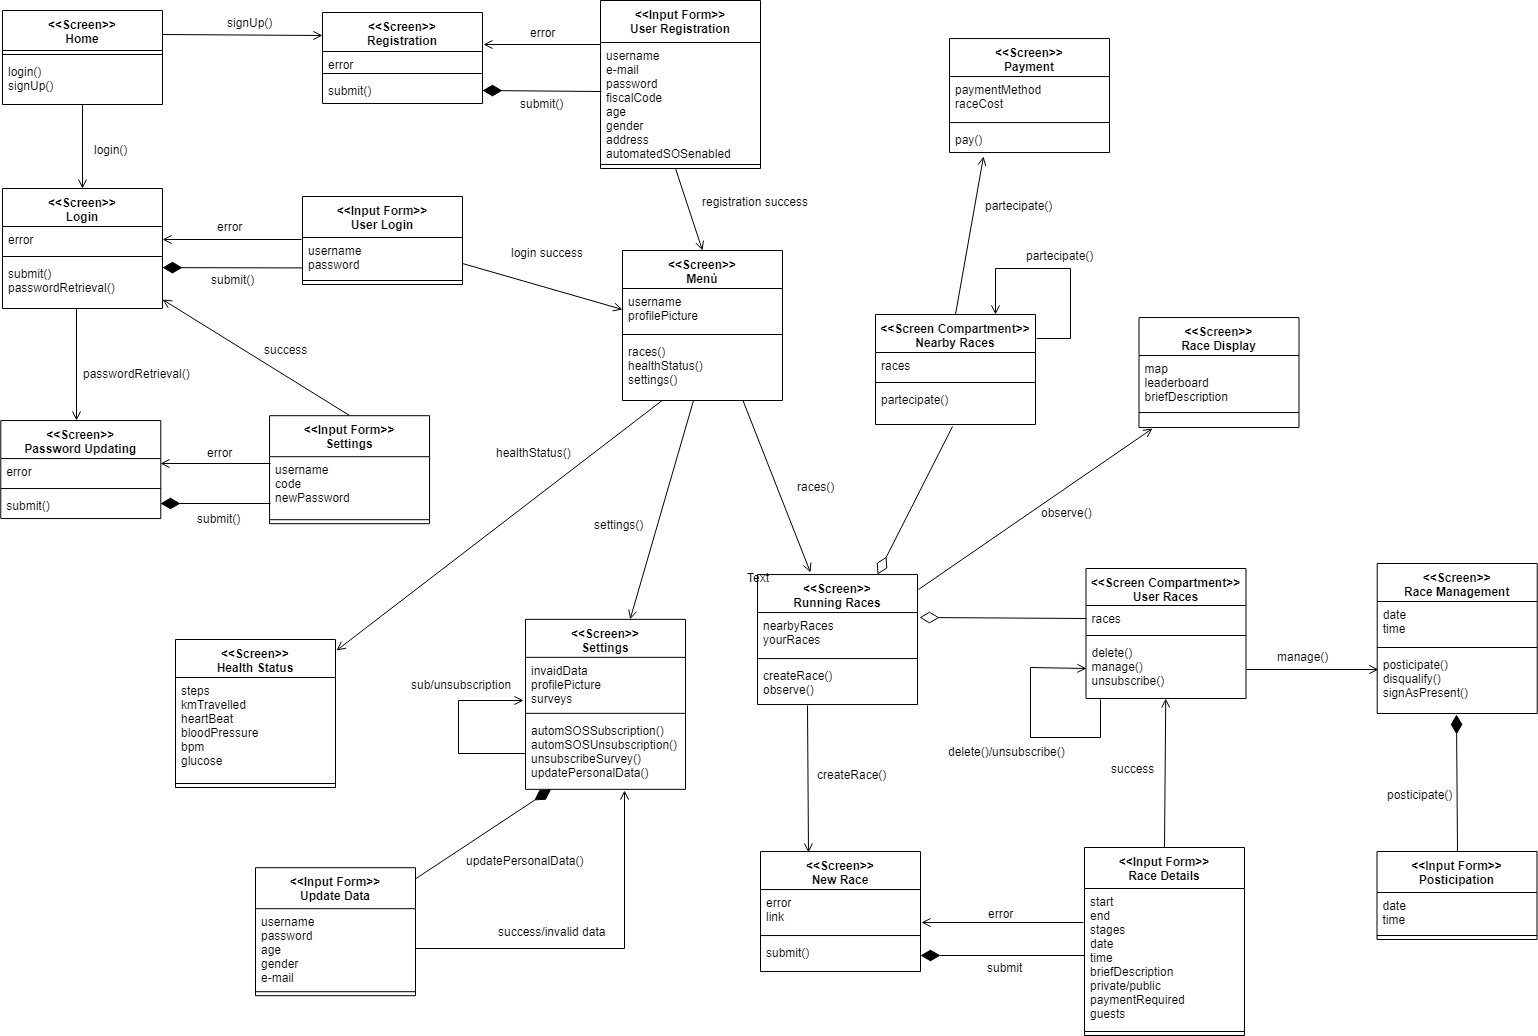 <<Screen>>
Home
login()
signUp()
signUp()
<<Screen>>
Registration
error
submit()
error
submit()
<<Input Form>>
User Registration
username
e-mail
password
fiscalCode
age
gender
address
automatedSOSenabled
<<Screen>>
Payment
paymentMethod
raceCost
pay()
login()
registration success
partecipate()
<<Screen>>
Login
error
submit()
passwordRetrieval()
error
submit()
<<Input Form>>
User Login
username
password
login success
<<Screen>>
Menù
username
profilePicture
races()
healthStatus()
settings()
partecipate()
<<Screen Compartment>>
Nearby Races
races
partecipate()
<<Screen>>
Race Display
map
leaderboard
briefDescription
success
passwordRetrieval()
<<Screen>>
Password Updating
error
submit()
error
submit()
<<Input Form>>
Settings
username
code
newPassword
healthStatus()
settings()
races()
observe()
Text
<<Screen>>
Running Races
nearbyRaces
yourRaces
createRace()
observe()
<<Screen Compartment>>
User Races
races
delete()
manage()
unsubscribe()
manage()
<<Screen>>
Race Management
date
time
posticipate()
disqualify()
signAsPresent()
<<Screen>>
Health Status
steps
kmTravelled
heartBeat
bloodPressure
bpm
glucose
sub/unsubscription
<<Screen>>
Settings
invaidData
profilePicture
surveys
automSOSSubscription()
automSOSUnsubscription()
unsubscribeSurvey()
updatePersonalData()
delete()/unsubscribe()
success
createRace()
posticipate()
updatePersonalData()
<<Input Form>>
Update Data
username
password
age
gender
e-mail
success/invalid data
<<Screen>>
New Race
error
link
submit()
error
submit
<<Input Form>>
Race Details
start
end
stages
date
time
briefDescription
private/public
paymentRequired
guests
<<Input Form>>
Posticipation
date
time